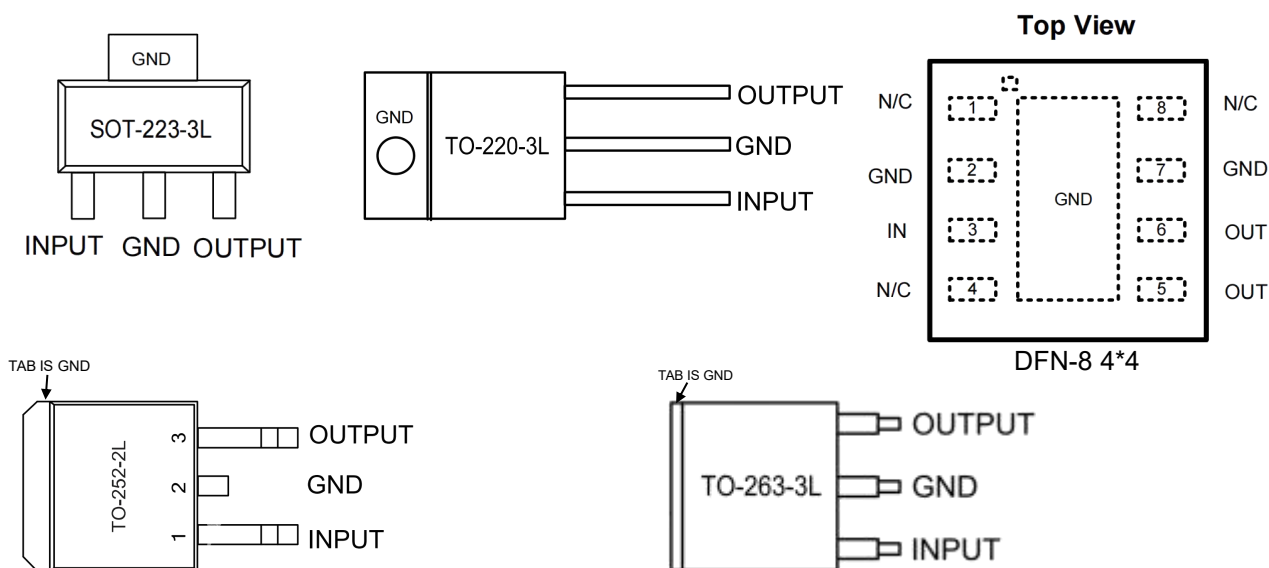 GND
SOT-223-3L
INPUT GND OUTPUT
GND
TO-220-3L
OUTPUT
GND
INPUT
Top View
N/C 1 8 N/C
GND 2 7 GND
GND
IN 3 6 OUT
N/C 4 5 OUT
DFN-8 4*4
TAB IS GND
TO-252-2L
3 OUTPUT
2 GND
1 INPUT
TAB IS GND
TO-263-3L
OUTPUT
GND
INPUT